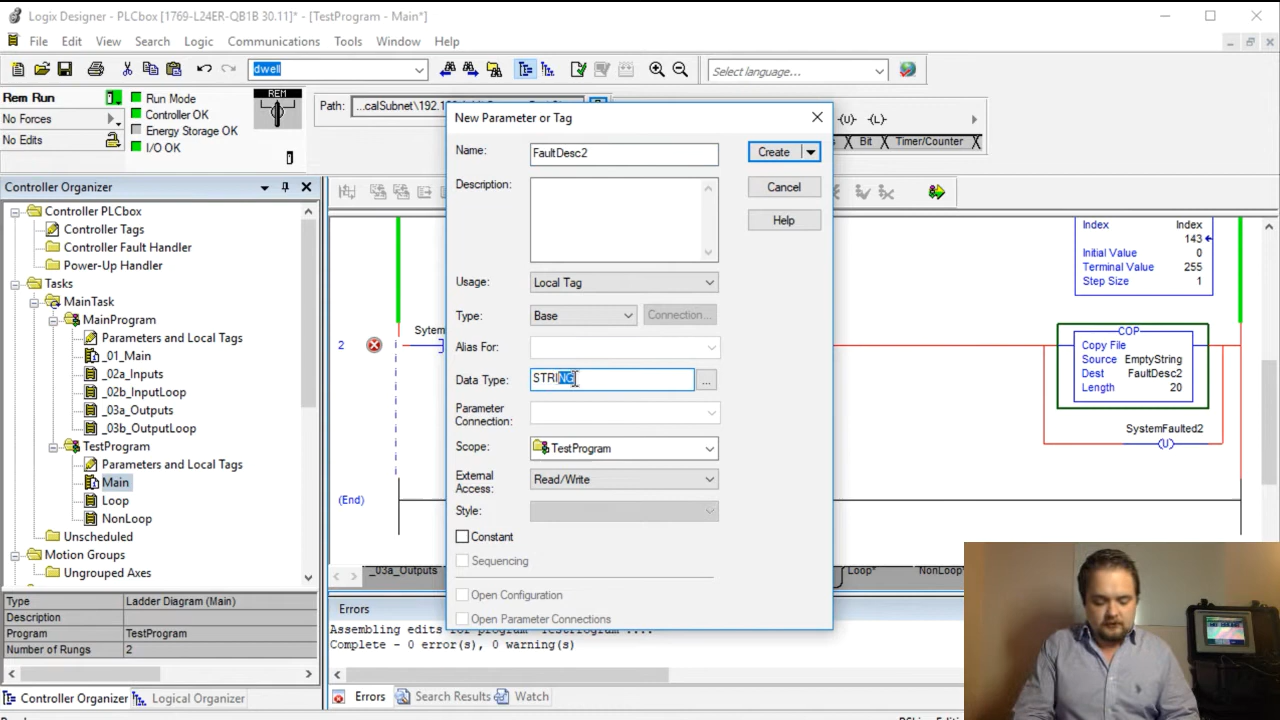 Logix Designer - PLCbox [1769-L24ER-QB1B 30.11]* - [TestProgram - Main*]
File Edit View Search Logic Communications Tools Window Help
dwell
Select language...
Rem Run
No Forces
No Edits
Run Mode
Controller OK
Energy Storage OK
I/O OK
REM
Path:
Bit
Timer/Counter
Controller Organizer
Controller PLCbox
Controller Tags
Controller Fault Handler
Power-Up Handler
Tasks
MainTask
MainProgram
Parameters and Local Tags
_01_Main
_02a_Inputs
_02b_InputLoop
_03a_Outputs
_03b_OutputLoop
TestProgram
Parameters and Local Tags
Main
Loop
NonLoop
Unscheduled
Motion Groups
Ungrouped Axes
Type Ladder Diagram (Main)
Description
Program TestProgram
Number of Rungs 2
Controller Organizer Logical Organizer
New Parameter or Tag
Name: FaultDesc2
Create
Description:
Cancel
Help
Usage: Local Tag
Type: Base Connection...
Alias For:
Data Type: STRING ...
Parameter
Connection:
Scope: TestProgram
External
Access: Read/Write
Style:
Constant
Sequencing
Open Configuration
Open Parameter Connections
Index Index
143
Initial Value 0
Terminal Value 255
Step Size 1
2
COP
Copy File
Source EmptyString
Dest FaultDesc2
Length 20
SystemFaulted2
U
(End)
_03a_Outputs
Loop*
Errors
Complete - 0 error(s), 0 warning(s)
Errors Search Results Watch